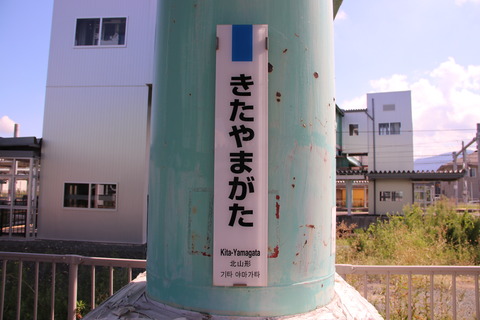 きたやまがた
Kita-Yamagata
北山形
기타 야마가타